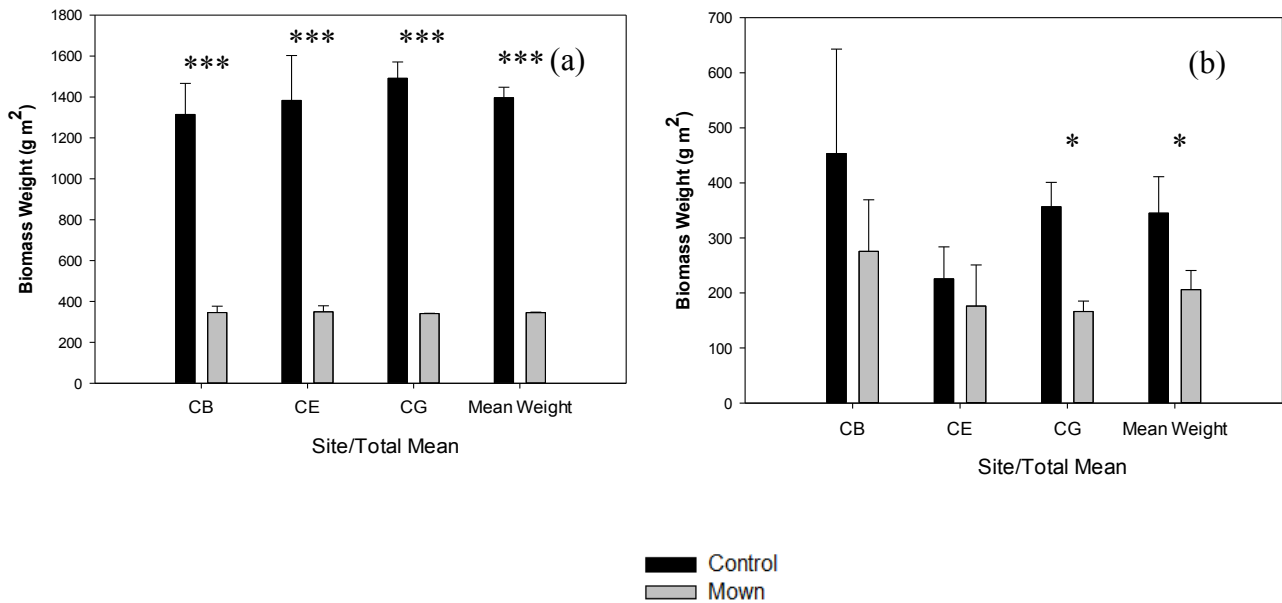 1800
1600
1400
1200
1000
800
600
400
200
0
Biomass Weight (g m²)
*** *** *** *** (a)
CB CE CG Mean Weight
Site/Total Mean
700
600
500
400
300
200
100
0
Biomass Weight (g m²)
(b)
* *
CB CE CG Mean Weight
Site/Total Mean
Control
Mown